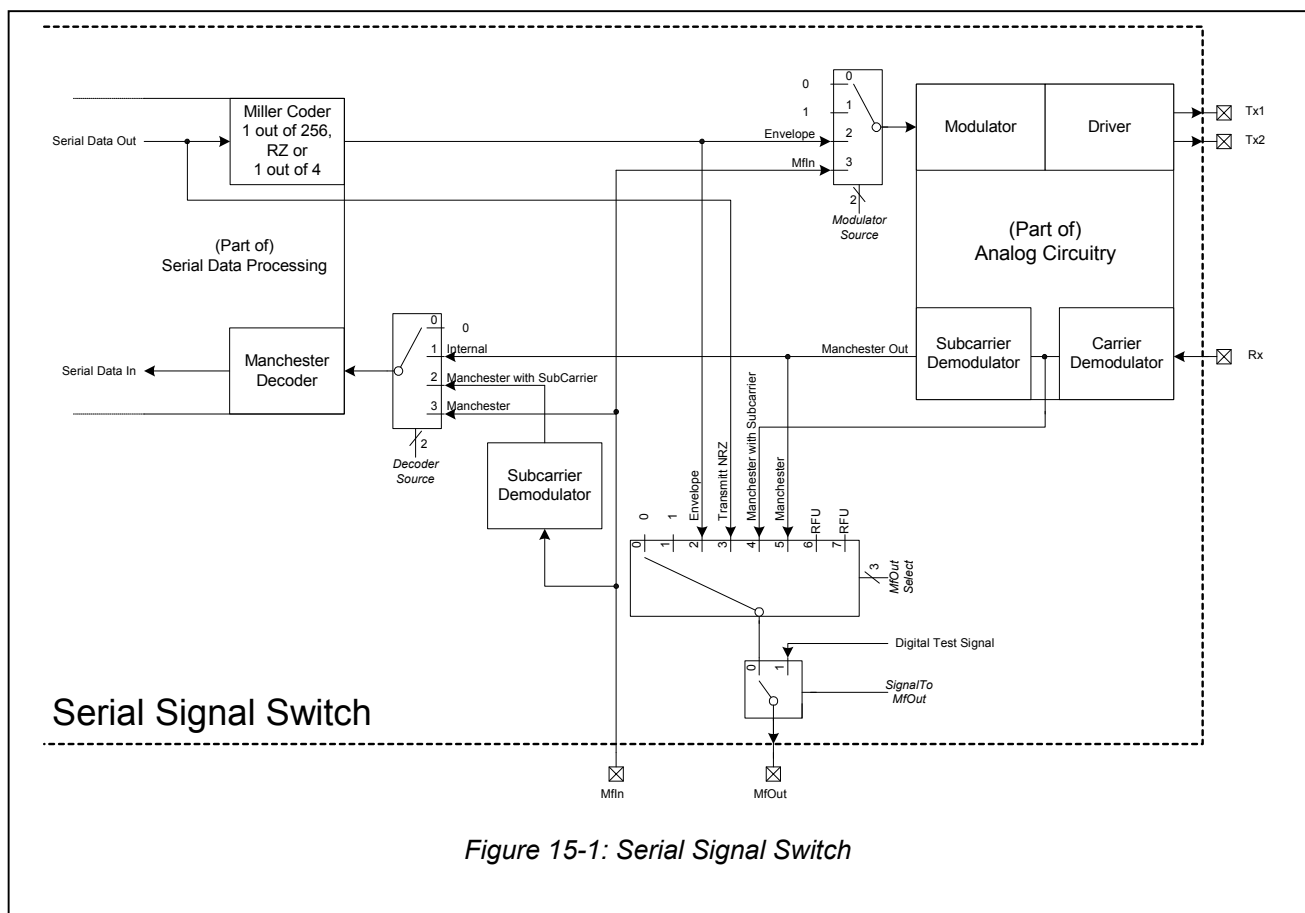 0
1
Envelope
MfIn
0
1
2
3
2
Modulator
Source
Miller Coder
1 out of 256,
RZ or
1 out of 4
Serial Data Out
Modulator
Driver
Tx1
Tx2
(Part of)
Serial Data Processing
(Part of)
Analog Circuitry
Manchester
Decoder
Serial Data In
0
1
2
3
0
Internal
Manchester with SubCarrier
Manchester
2
Decoder
Source
Manchester Out
Subcarrier
Demodulator
Carrier
Demodulator
Rx
Subcarrier
Demodulator
0
1
Envelope
Transmitt NRZ
Manchester with Subcarrier
Manchester
RFU
RFU
0
1
2
3
4
5
6
7
3
MfOut
Select
Digital Test Signal
0
1
SignalTo
MfOut
Serial Signal Switch
MfIn
MfOut
Figure 15-1: Serial Signal Switch